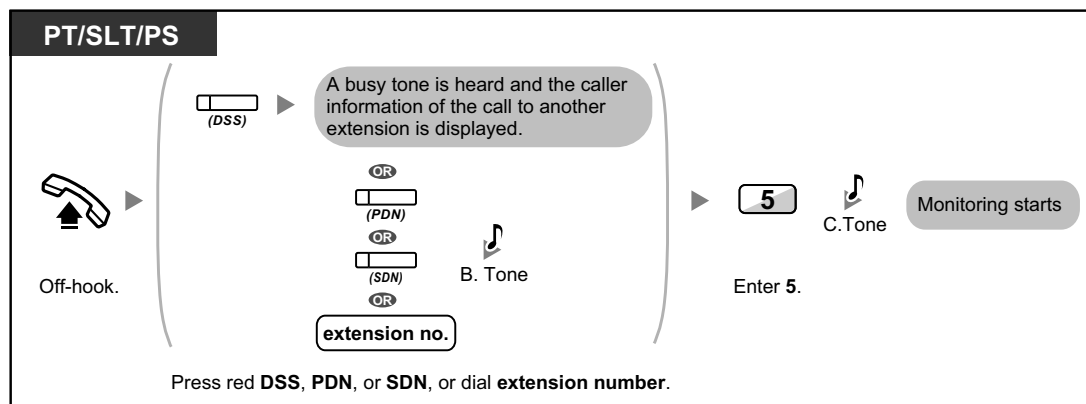 PT/SLT/PS
(DSS)
A busy tone is heard and the caller
information of the call to another
extension is displayed.
OR
(PDN)
OR
(SDN)
OR
extension no.
B. Tone
5
C.Tone
Monitoring starts
Off-hook.
Enter 5.
Press red DSS, PDN, or SDN, or dial extension number.